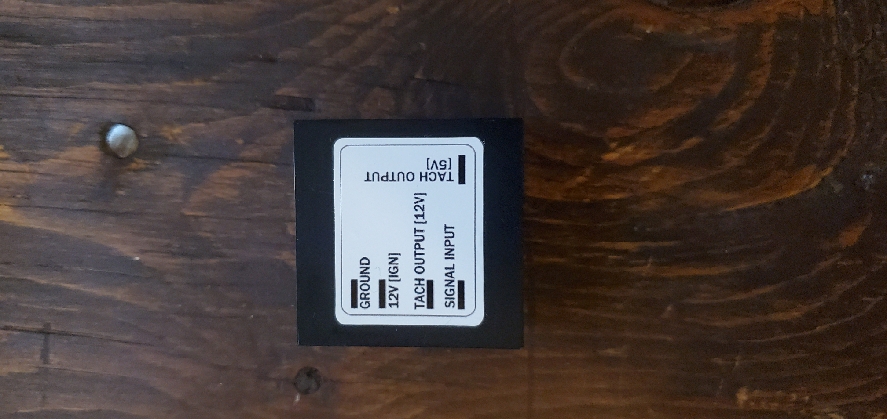 GROUND
12V [IGN]
TACH OUTPUT [12V]
SIGNAL INPUT
TACH OUTPUT
[5V]